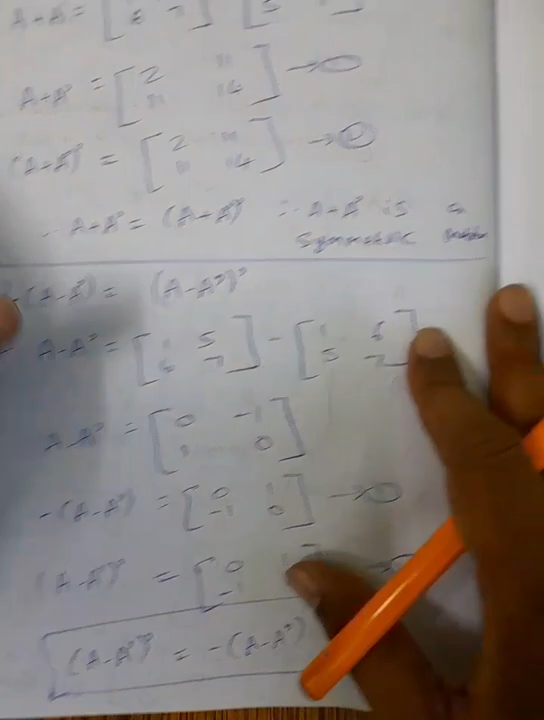 A+A' = [
A+A' = [2 11 11 14] → ①
(A+A')' = [2 11 11 14] → ②
∴ A+A' = (A+A')' ∴ A+A' is a
symmetric
-(A-A') = (A-A')'
A-A' = [1 5 6 7] - [1 6 5 7]
A-A' = [0 -1 1 0]
-(A-A') = [0 1 -1 0] → ①
(A-A')' = [0 1 -1
(A-A')' = -(A-A')